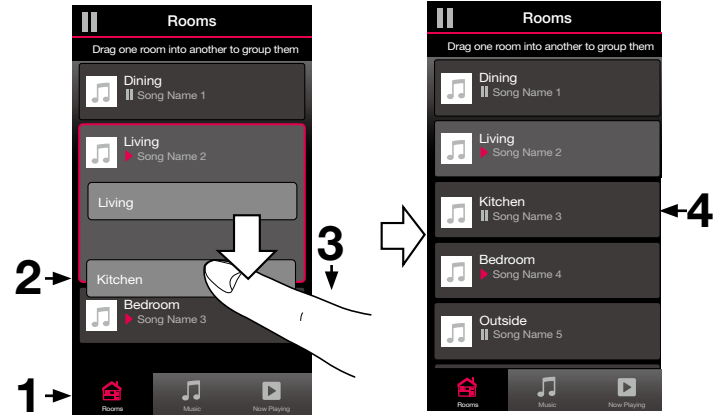 Rooms
Drag one room into another to group them
Dining
Song Name 1
Living
Song Name 2
Living
Kitchen
Bedroom
Song Name 3
Rooms
Music
Now Playing
1
2
3
Rooms
Drag one room into another to group them
Dining
Song Name 1
Living
Song Name 2
Kitchen
Song Name 3
Bedroom
Song Name 4
Outside
Song Name 5
Rooms
Music
Now Playing
4